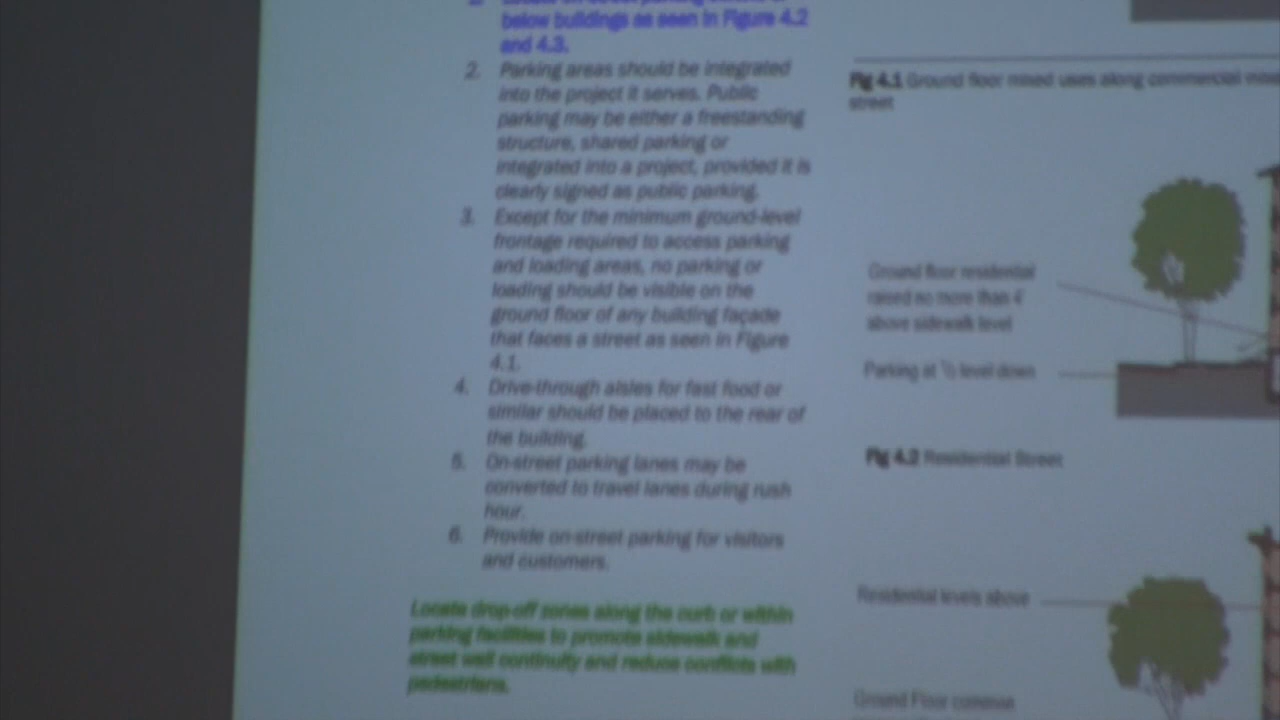 below buildings as seen in Figure 4.2
and 4.3.
2. Parking areas should be integrated
into the project it serves. Public
parking may be either a freestanding
structure, shared parking or
integrated into a project, provided it is
clearly signed as public parking.
3. Except for the minimum ground-level
frontage required to access parking
and loading areas, no parking or
loading should be visible on the
ground floor of any building façade
that faces a street as seen in Figure
4.1.
4. Drive-through aisles for fast food or
similar should be placed to the rear of
the building.
5. On-street parking lanes may be
converted to travel lanes during rush
hour.
6. Provide on-street parking for visitors
and customers.
Locate drop-off zones along the curb or within
parking facilities to promote sidewalk and
street wall continuity and reduce conflicts with
pedestrians.
Fig 4.1 Ground floor mixed uses along commercial
street
Ground floor residential
raised no more than 4'
above sidewalk level
Parking at ½ level down
Fig 4.2 Residential Street
Residential levels above
Ground Floor common